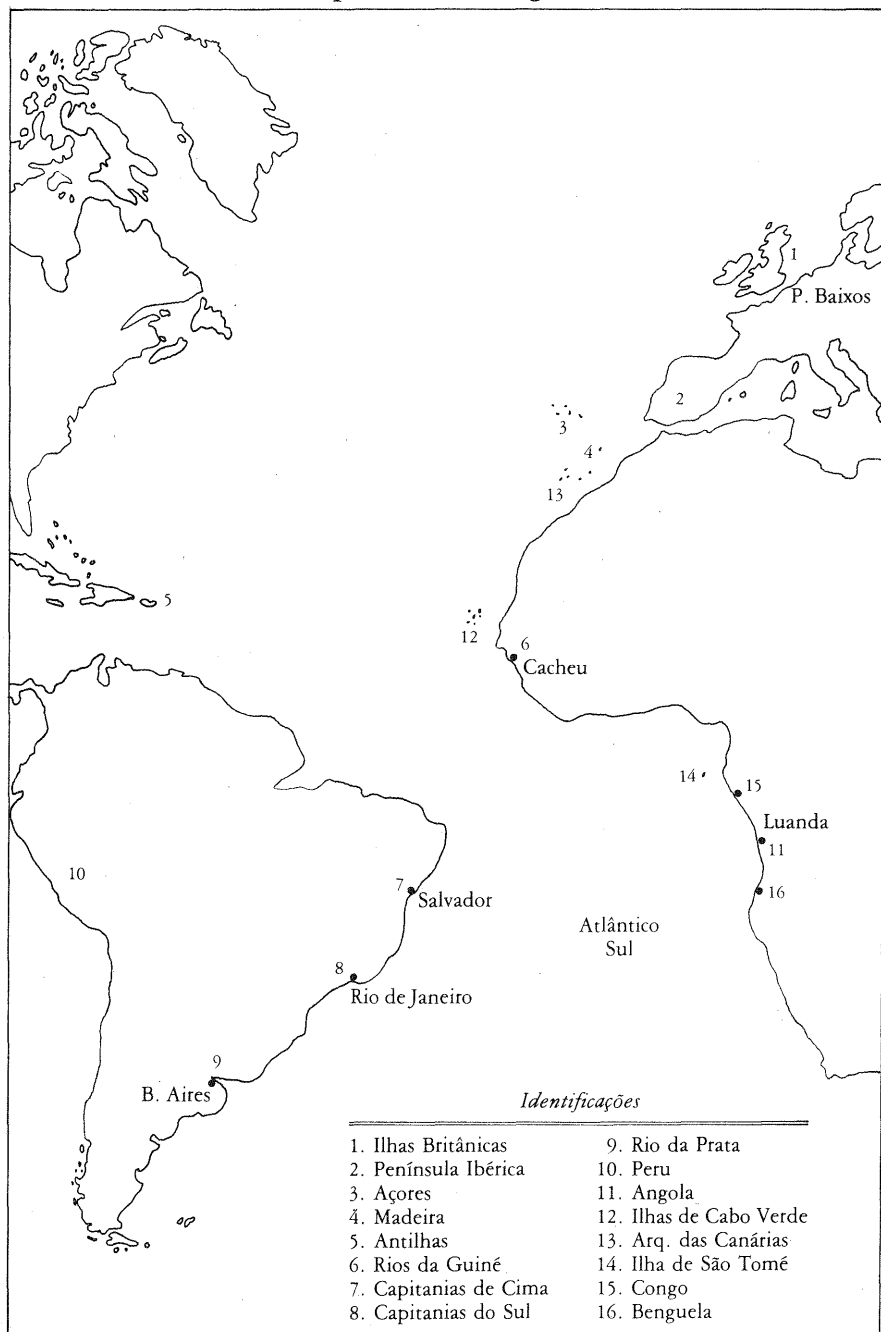 1
P. Baixos
2
3
4
13
5
12
6
Cacheu
14
15
Luanda
11
10
7
Salvador
16
Atlântico
Sul
8
Rio de Janeiro
9
B. Aires
Identificações
1. Ilhas Britânicas
2. Península Ibérica
3. Açores
4. Madeira
5. Antilhas
6. Rios da Guiné
7. Capitanias de Cima
8. Capitanias do Sul
9. Rio da Prata
10. Peru
11. Angola
12. Ilhas de Cabo Verde
13. Arq. das Canárias
14. Ilha de São Tomé
15. Congo
16. Benguela